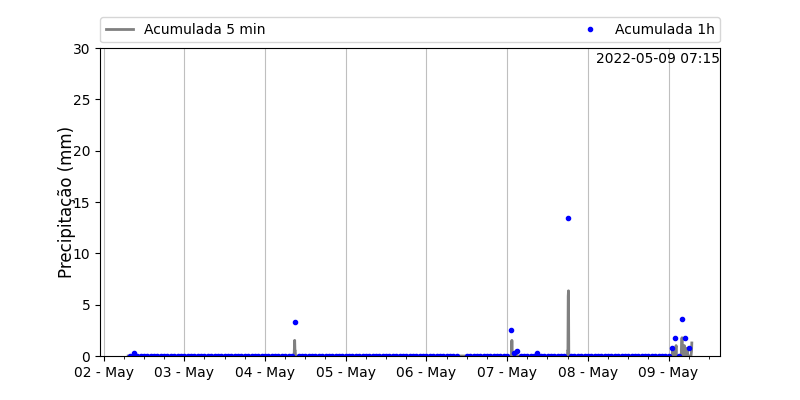 Acumulada 5 min
Acumulada 1h
2022-05-09 07:15
Precipitação (mm)
30
25
20
15
10
5
0
02 - May 03 - May 04 - May 05 - May 06 - May 07 - May 08 - May 09 - May